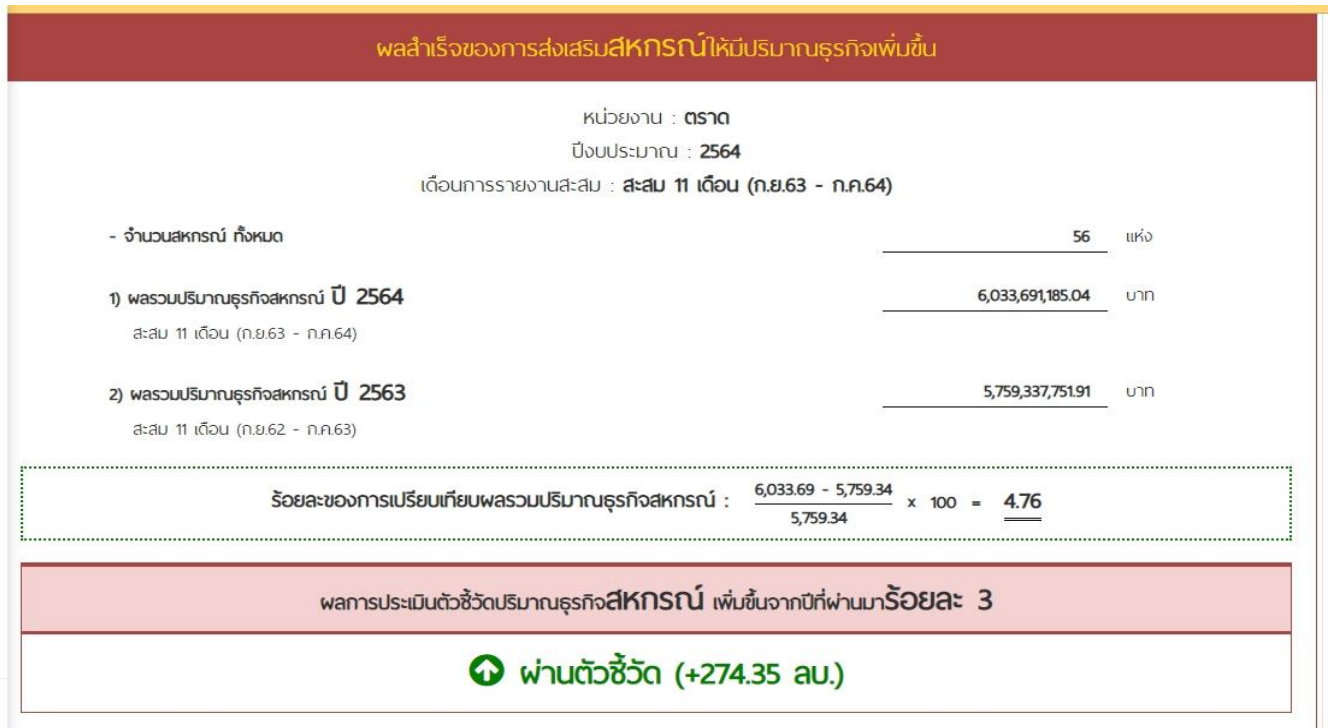 ผลสำเร็จของการส่งเสริมสหกรณ์ให้มีปริมาณธุรกิจเพิ่มขึ้น
หน่วยงาน : ตราด
ปีงบประมาณ : 2564
เดือนการรายงานสะสม : สะสม 11 เดือน (ก.ย.63 - ก.ค.64)
- จำนวนสหกรณ์ ทั้งหมด 56 แห่ง
1) ผลรวมปริมาณธุรกิจสหกรณ์ ปี 2564 6,033,691,185.04 บาท
สะสม 11 เดือน (ก.ย.63 - ก.ค.64)
2) ผลรวมปริมาณธุรกิจสหกรณ์ ปี 2563 5,759,337,751.91 บาท
สะสม 11 เดือน (ก.ย.62 - ก.ค.63)
ร้อยละของการเปรียบเทียบผลรวมปริมาณธุรกิจสหกรณ์ : 6,033.69 - 5,759.34 x 100 = 4.76
5,759.34
ผลการประเมินตัวชี้วัดปริมาณธุรกิจสหกรณ์ เพิ่มขึ้นจากปีที่ผ่านมาร้อยละ 3
ผ่านตัวชี้วัด (+274.35 ลบ.)